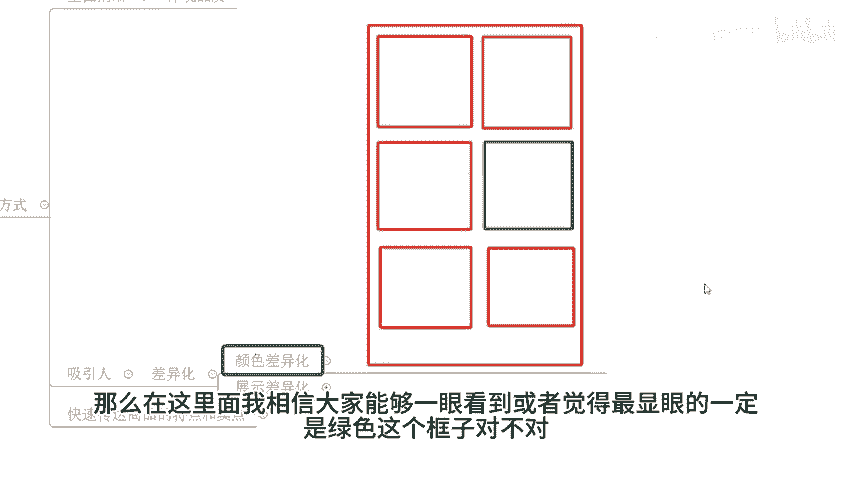 方式
颜色差异化
吸引人
差异化
展示差异化
快速传达商品的特点和卖点
那么在这里面我相信大家能够一眼看到或者觉得最显眼的一定
是绿色这个框子对不对